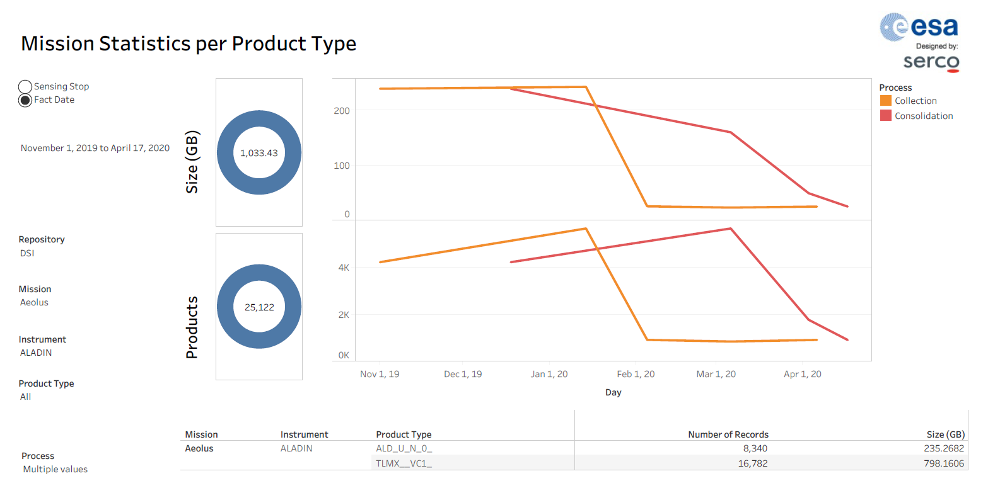 Mission Statistics per Product Type
esa
Designed by:
serco
Sensing Stop
Fact Date
November 1, 2019 to April 17, 2020
Repository
DSI
Mission
Aeolus
Instrument
ALADIN
Product Type
All
Process
Multiple values
Size (GB)
1,033.43
Products
25,122
200
100
0
4K
2K
0K
Nov 1, 19 Dec 1, 19 Jan 1, 20 Feb 1, 20 Mar 1, 20 Apr 1, 20
Day
Process
Collection
Consolidation
Mission Instrument Product Type Number of Records Size (GB)
Aeolus ALADIN ALD_U_N_0_ 8,340 235.2682
TLMX__VC1_ 16,782 798.1606